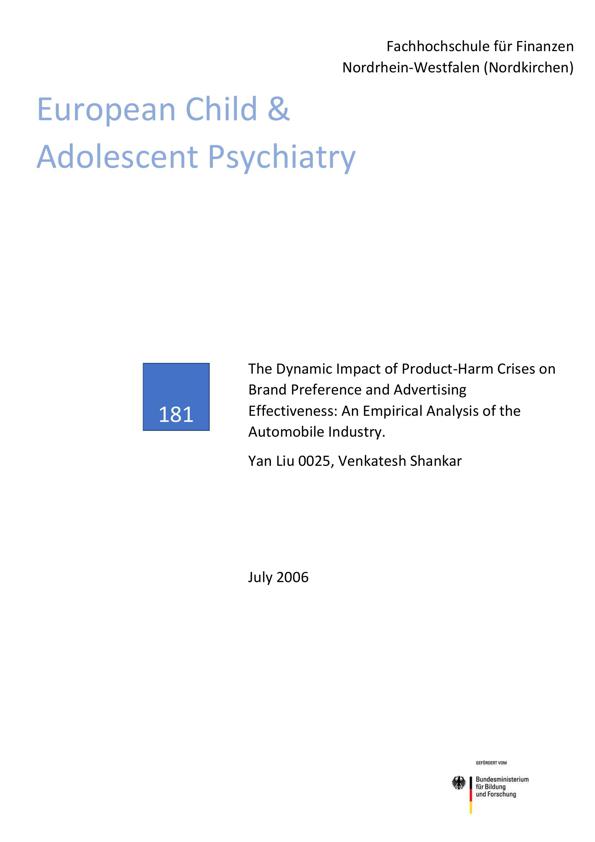 Fachhochschule für Finanzen
Nordrhein-Westfalen (Nordkirchen)
European Child &
Adolescent Psychiatry
181
The Dynamic Impact of Product-Harm Crises on
Brand Preference and Advertising
Effectiveness: An Empirical Analysis of the
Automobile Industry.
Yan Liu 0025, Venkatesh Shankar
July 2006
GEFÖRDERT VOM
Bundesministerium
für Bildung
und Forschung